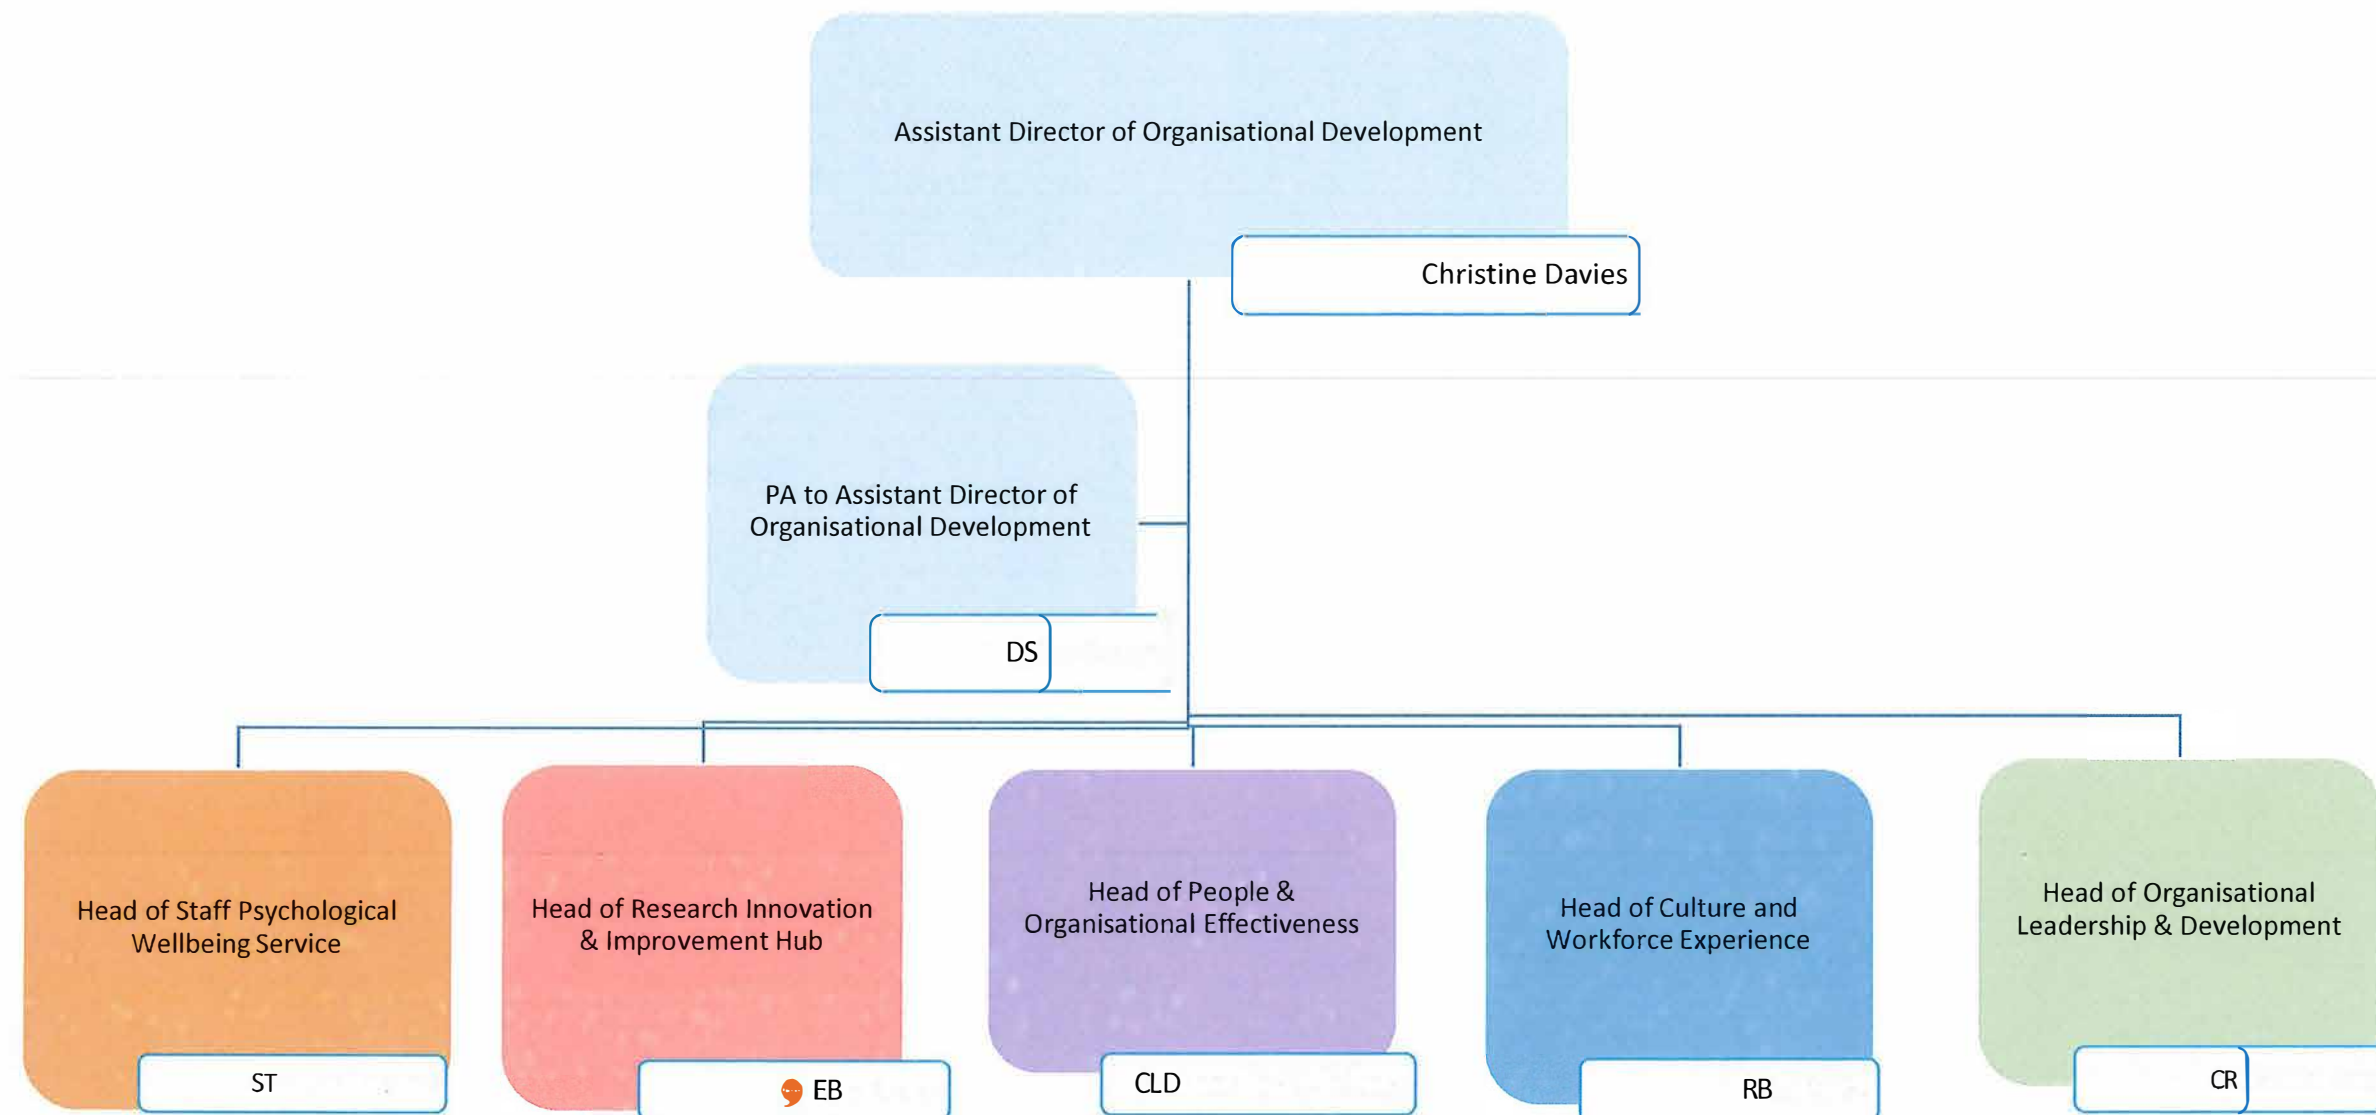 Assistant Director of Organisational Development
Christine Davies
PA to Assistant Director of
Organisational Development
DS
Head of Staff Psychological
Wellbeing Service
ST
Head of Research Innovation
& Improvement Hub
EB
Head of People &
Organisational Effectiveness
CLD
Head of Culture and
Workforce Experience
RB
Head of Organisational
Leadership & Development
CR